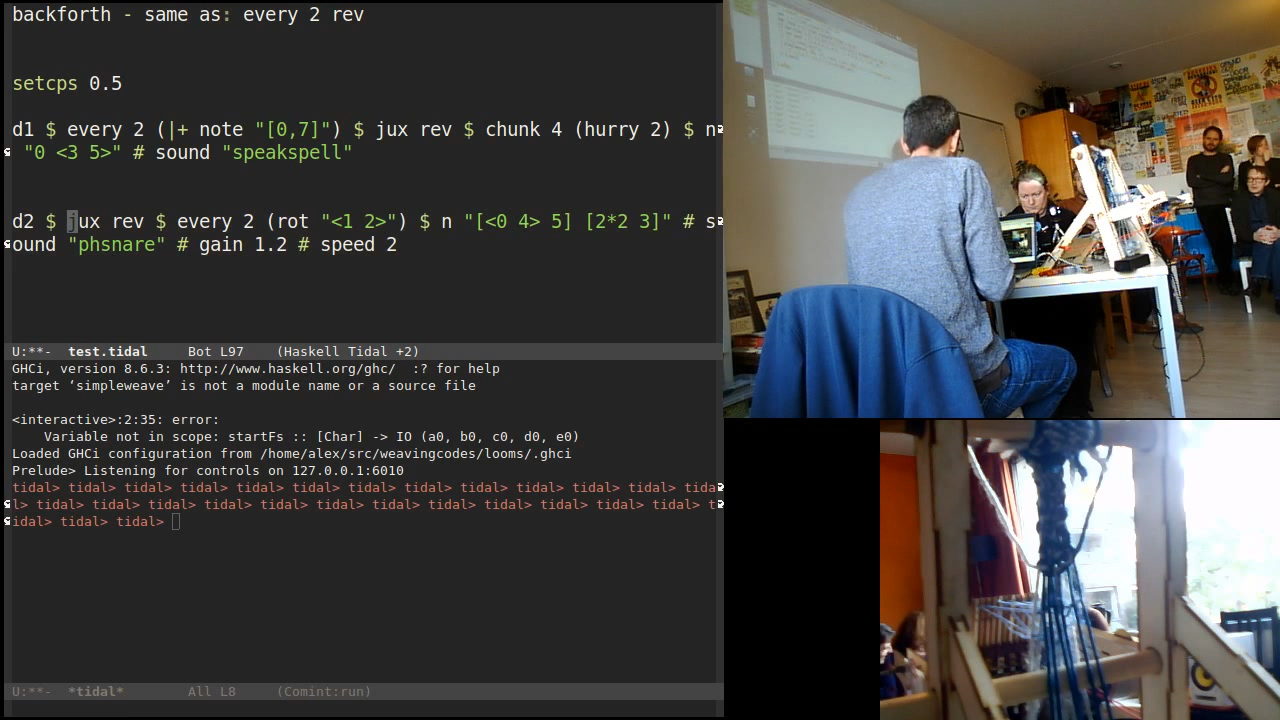 backforth - same as: every 2 rev
setcps 0.5
d1 $ every 2 (|+ note "[0,7]") $ jux rev $ chunk 4 (hurry 2) $ n
"0 <3 5>" # sound "speakspell"
d2 $ jux rev $ every 2 (rot "<1 2>") $ n "[<0 4> 5] [2*2 3]" # s
ound "phsnare" # gain 1.2 # speed 2
U:**-  test.tidal     Bot L97    (Haskell Tidal +2)
GHCi, version 8.6.3: http://www.haskell.org/ghc/  :? for help
target ‘simpleweave’ is not a module name or a source file
<interactive>:2:35: error:
    Variable not in scope: startFs :: [Char] -> IO (a0, b0, c0, d0, e0)
Loaded GHCi configuration from /home/alex/src/weavingcodes/looms/.ghci
Prelude> Listening for controls on 127.0.0.1:6010
tidal> tidal> tidal> tidal> tidal> tidal> tidal> tidal> tidal> tidal> tidal> tidal> tida
l> tidal> tidal> tidal> tidal> tidal> tidal> tidal> tidal> tidal> tidal> tidal> tidal> t
idal> tidal> tidal>
U:**-  *tidal*        All L8     (Comint:run)